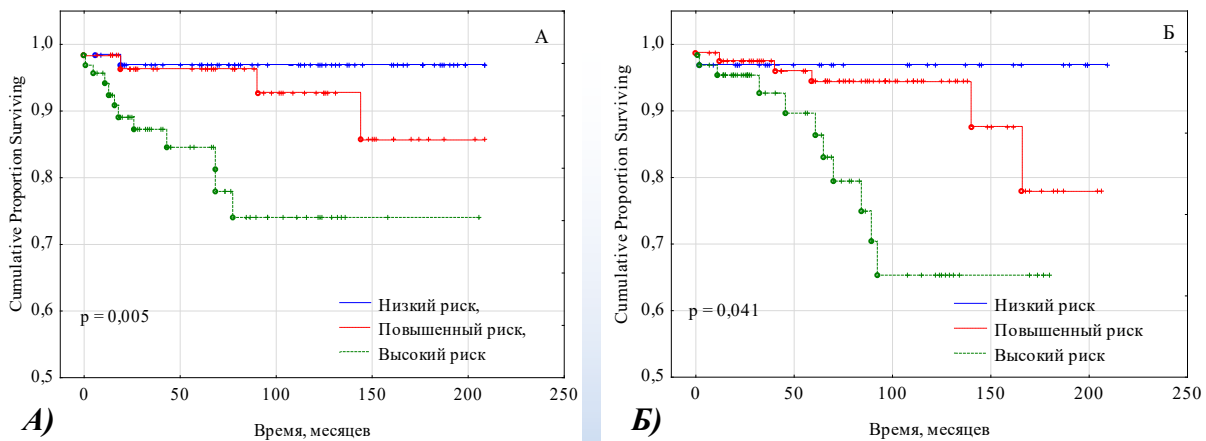 А
1,0
0,9
0,8
0,7
0,6
0,5
Cumulative Proportion Surviving
Низкий риск,
Повышенный риск,
Высокий риск
p = 0,005
0 50 100 150 200 250
Время, месяцев
А)
Б
1,0
0,9
0,8
0,7
0,6
0,5
Cumulative Proportion Surviving
Низкий риск
Повышенный риск
Высокий риск
p = 0,041
0 50 100 150 200 250
Время, месяцев
Б)